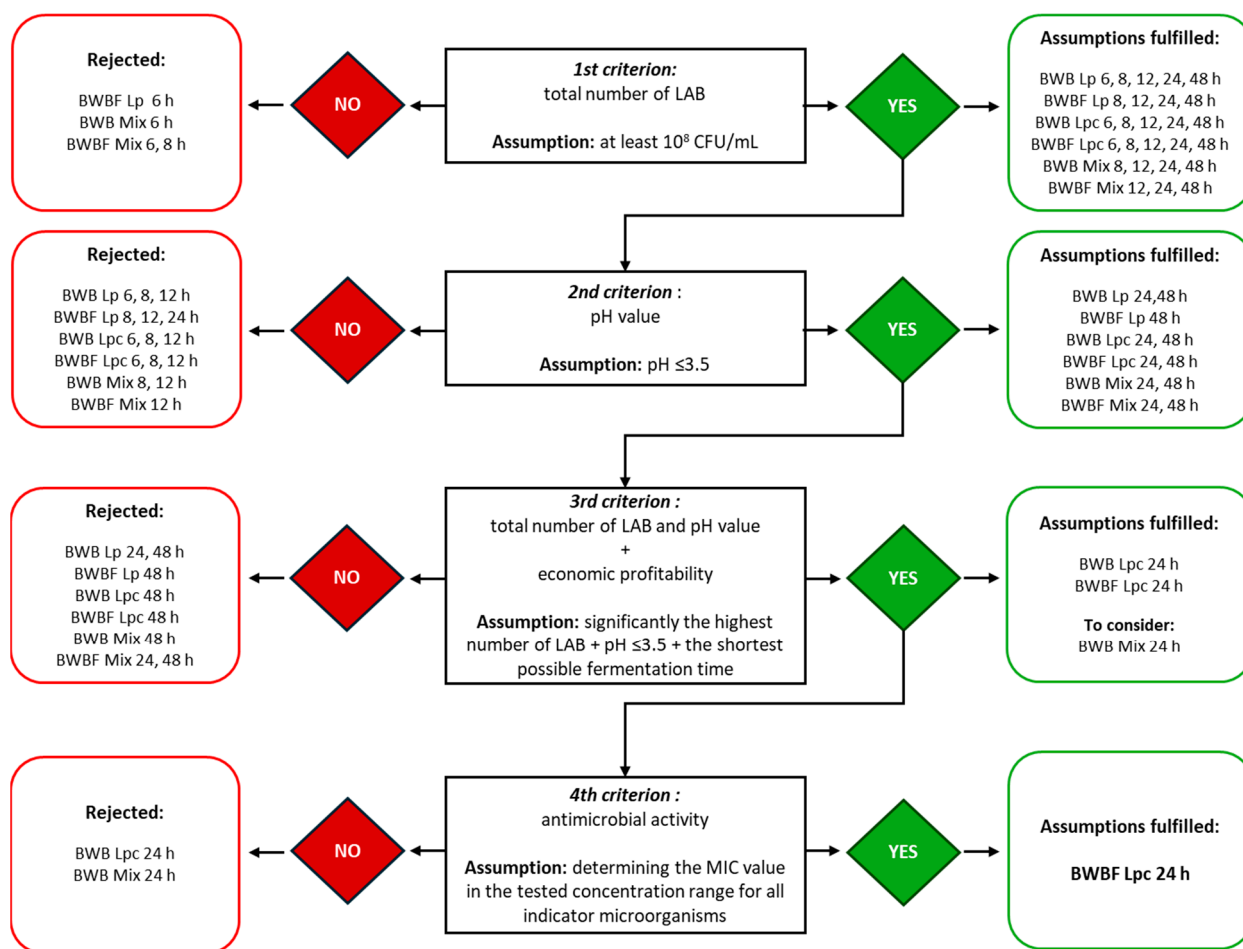 Rejected:
BWBF Lp 6 h
BWB Mix 6 h
BWBF Mix 6, 8 h
NO
1st criterion:
total number of LAB
Assumption: at least 10⁸ CFU/mL
YES
Assumptions fulfilled:
BWB Lp 6, 8, 12, 24, 48 h
BWBF Lp 8, 12, 24, 48 h
BWB Lpc 6, 8, 12, 24, 48 h
BWBF Lpc 6, 8, 12, 24, 48 h
BWB Mix 8, 12, 24, 48 h
BWBF Mix 12, 24, 48 h
Rejected:
BWB Lp 6, 8, 12 h
BWBF Lp 8, 12, 24 h
BWB Lpc 6, 8, 12 h
BWBF Lpc 6, 8, 12 h
BWB Mix 8, 12 h
BWBF Mix 12 h
NO
2nd criterion :
pH value
Assumption: pH ≤3.5
YES
Assumptions fulfilled:
BWB Lp 24,48 h
BWBF Lp 48 h
BWB Lpc 24, 48 h
BWBF Lpc 24, 48 h
BWB Mix 24, 48 h
BWBF Mix 24, 48 h
Rejected:
BWB Lp 24, 48 h
BWBF Lp 48 h
BWB Lpc 48 h
BWBF Lpc 48 h
BWB Mix 48 h
BWBF Mix 24, 48 h
NO
3rd criterion :
total number of LAB and pH value
+
economic profitability
Assumption: significantly the highest
number of LAB + pH ≤3.5 + the shortest
possible fermentation time
YES
Assumptions fulfilled:
BWB Lpc 24 h
BWBF Lpc 24 h
To consider:
BWB Mix 24 h
Rejected:
BWB Lpc 24 h
BWB Mix 24 h
NO
4th criterion :
antimicrobial activity
Assumption: determining the MIC value
in the tested concentration range for all
indicator microorganisms
YES
Assumptions fulfilled:
BWBF Lpc 24 h